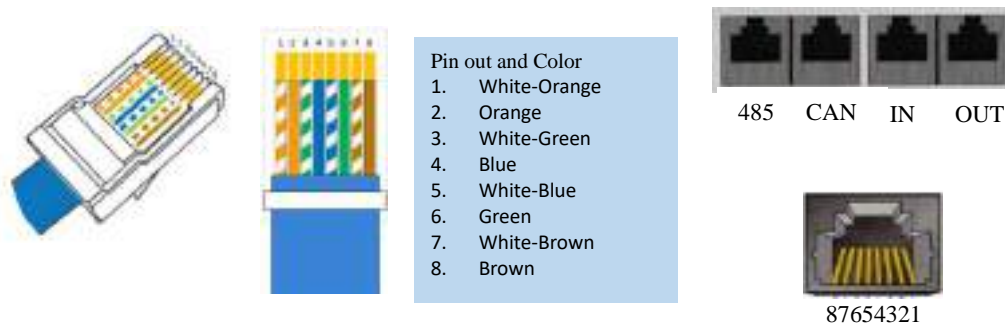 12345678
Pin out and Color
1. White-Orange
2. Orange
3. White-Green
4. Blue
5. White-Blue
6. Green
7. White-Brown
8. Brown
485 CAN IN OUT
87654321